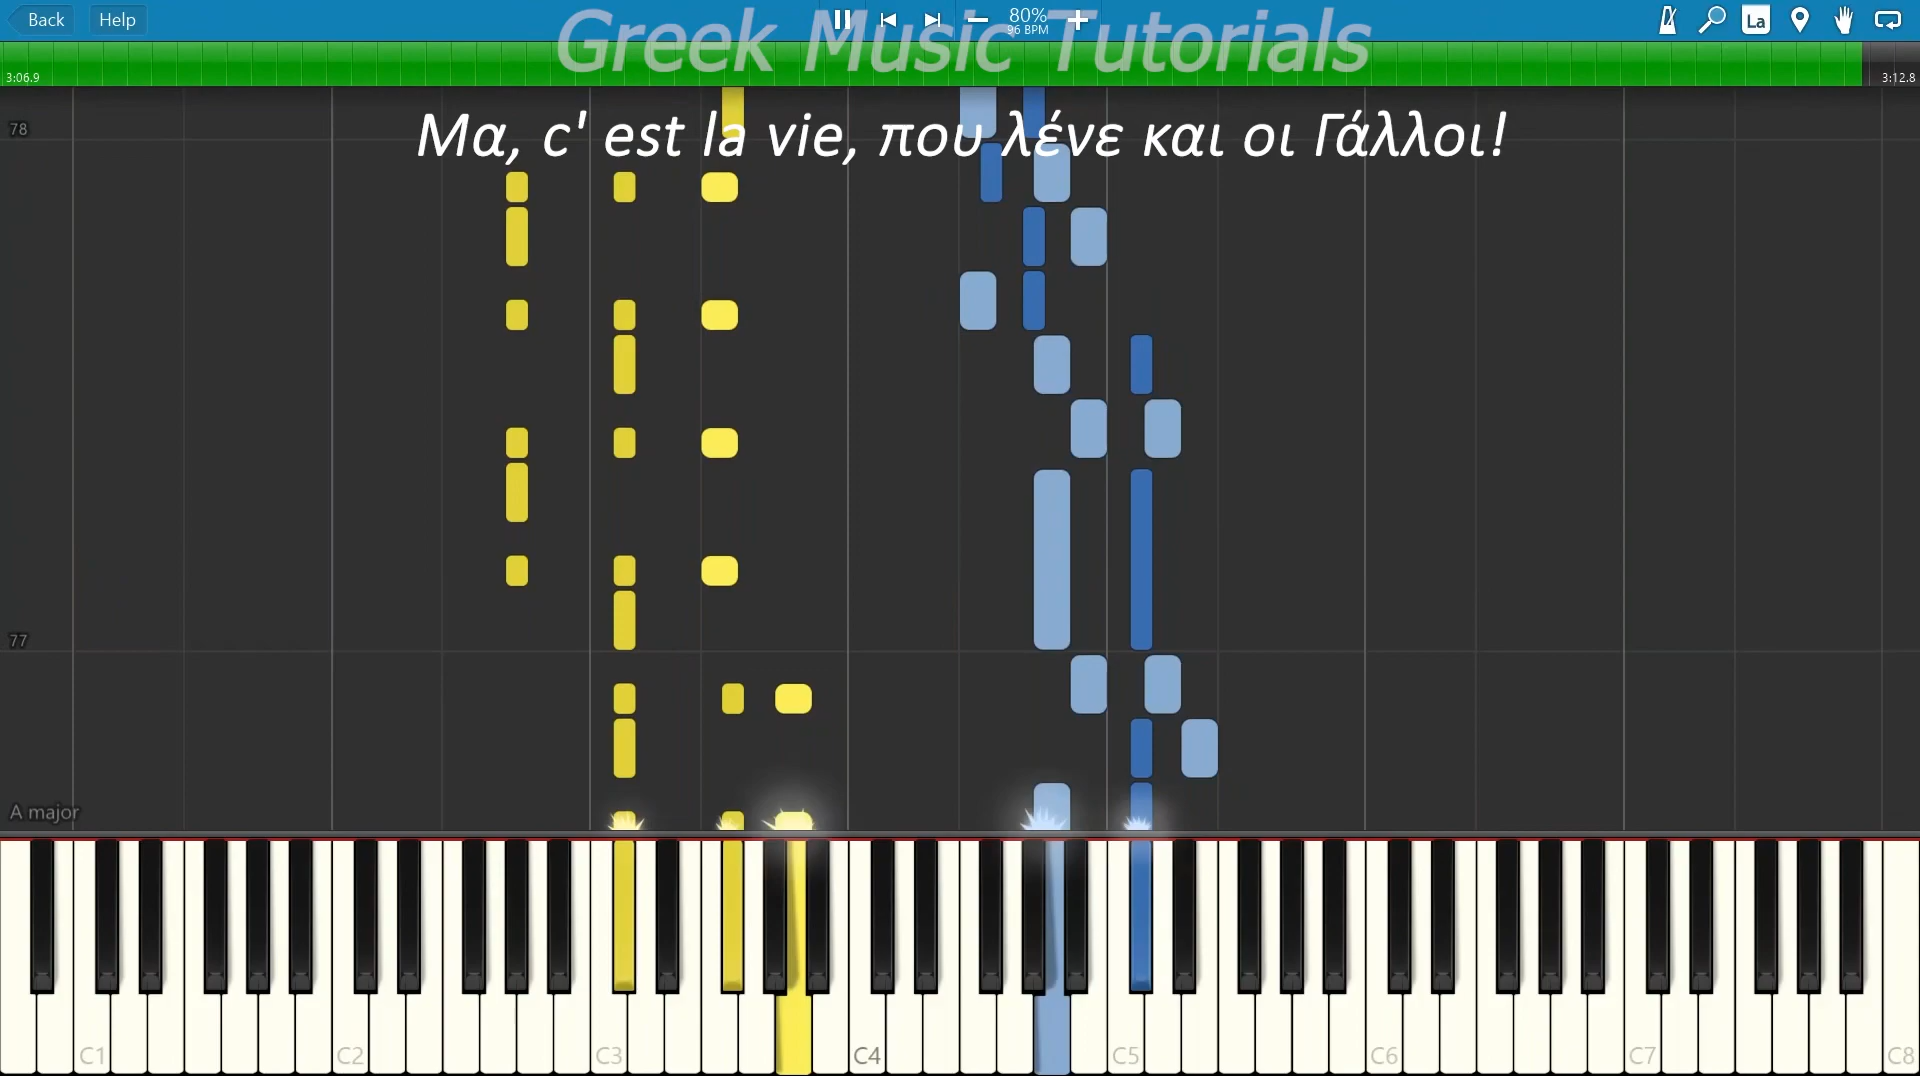 Back Help 80% 96 BPM La
Greek Music Tutorials
3:06.9 3:12.8
78
Μα, c' est la vie, που λένε και οι Γάλλοι!
77
A major
C1 C2 C3 C4 C5 C6 C7 C8